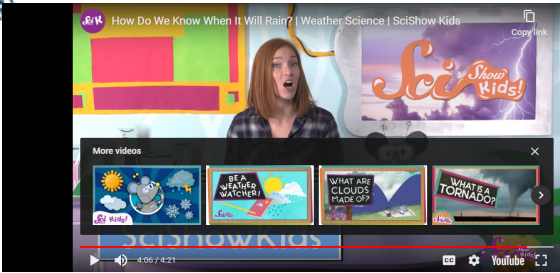 SciK How Do We Know When It Will Rain? | Weather Science | SciShow Kids
Copy link
Sci Show Kids!
More videos
Sci Kids!
BE A WEATHER WATCHER!
WHAT ARE CLOUDS MADE OF?
WHAT IS A TORNADO?
SciShowKids
4:06 / 4:21
CC
YouTube